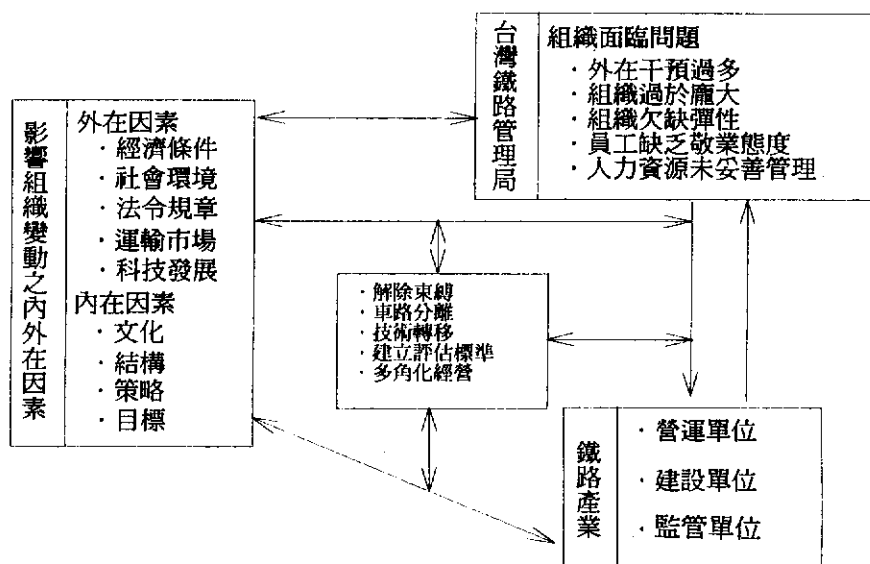 影響組織變動之內外在因素
外在因素
·經濟條件
·社會環境
·法令規章
·運輸市場
·科技發展
內在因素
·文化
·結構
·策略
·目標
台灣鐵路管理局
組織面臨問題
·外在干預過多
·組織過於龐大
·組織欠缺彈性
·員工缺乏敬業態度
·人力資源未妥善管理
·解除束縛
·車路分離
·技術轉移
·建立評估標準
·多角化經營
鐵路產業
·營運單位
·建設單位
·監管單位